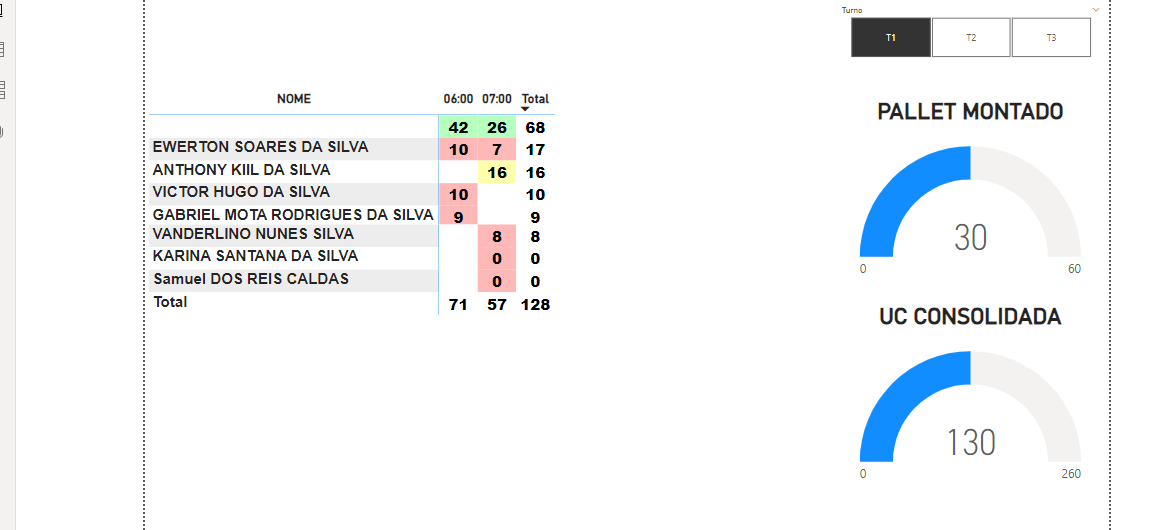 Turno
T1 T2 T3
NOME 06:00 07:00 Total
42 26 68
EWERTON SOARES DA SILVA 10 7 17
ANTHONY KIIL DA SILVA 16 16
VICTOR HUGO DA SILVA 10 10
GABRIEL MOTA RODRIGUES DA SILVA 9 9
VANDERLINO NUNES SILVA 8 8
KARINA SANTANA DA SILVA 0 0
Samuel DOS REIS CALDAS 0 0
Total 71 57 128
PALLET MONTADO
30
0 60
UC CONSOLIDADA
130
0 260